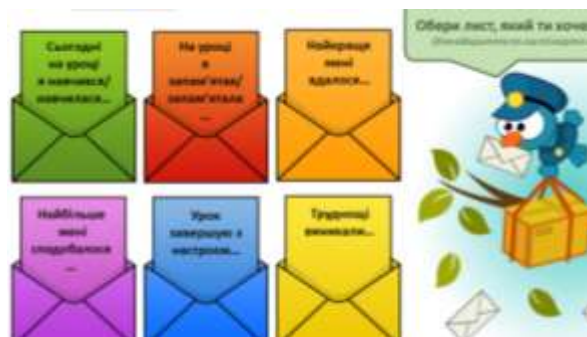 Обери лист, який ти хоч
Сьогодні
на уроці
я навчився/
навчилася...
На уроці
я
запам'ятав/
запам'ятала
...
Найкраще
мені
вдалося...
Найбільше
мені
сподобалося
...
Урок
завершую з
настроєм...
Труднощі
виникали...